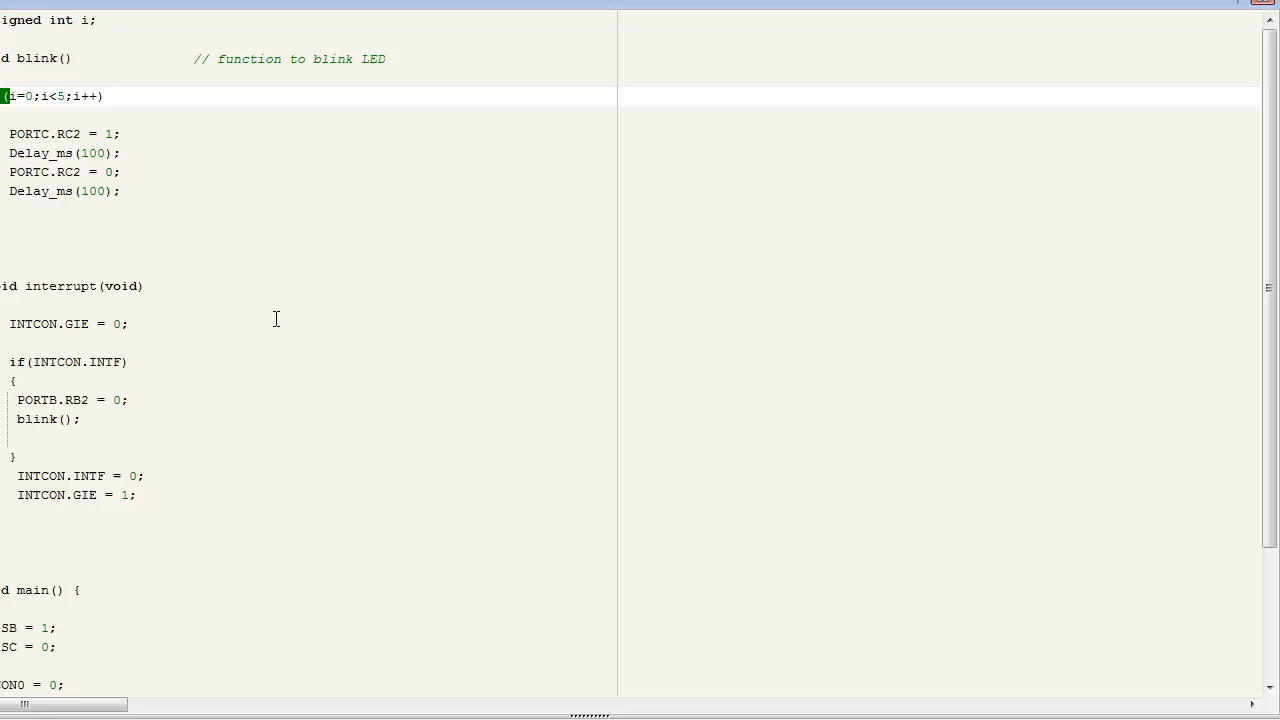 igned int i;
d blink() // function to blink LED
(i=0;i<5;i++)
PORTC.RC2 = 1;
Delay_ms(100);
PORTC.RC2 = 0;
Delay_ms(100);
id interrupt(void)
INTCON.GIE = 0;
if(INTCON.INTF)
{
PORTB.RB2 = 0;
blink();
}
INTCON.INTF = 0;
INTCON.GIE = 1;
d main() {
SB = 1;
SC = 0;
CON0 = 0;